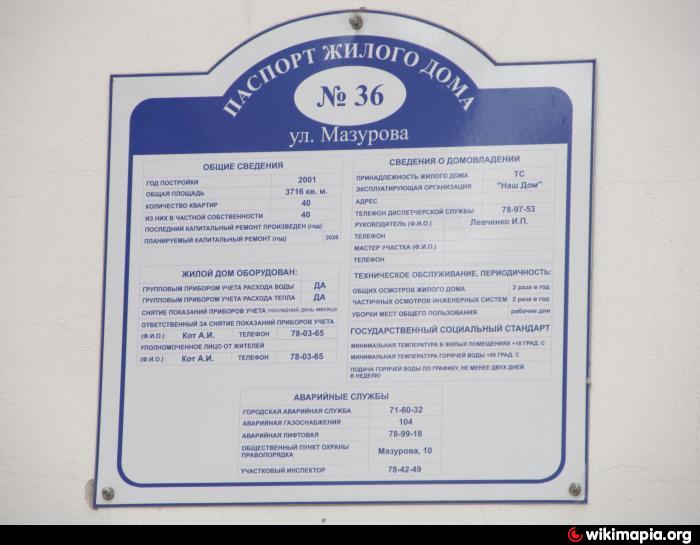 ПАСПОРТ ЖИЛОГО ДОМА
№ 36
ул. Мазурова
ОБЩИЕ СВЕДЕНИЯ
ГОД ПОСТРОЙКИ 2001
ОБЩАЯ ПЛОЩАДЬ 3716 кв. м.
КОЛИЧЕСТВО КВАРТИР 40
ИЗ НИХ В ЧАСТНОЙ СОБСТВЕННОСТИ 40
ПОСЛЕДНИЙ КАПИТАЛЬНЫЙ РЕМОНТ ПРОИЗВЕДЕН (год)
ПЛАНИРУЕМЫЙ КАПИТАЛЬНЫЙ РЕМОНТ (год) 2026
ЖИЛОЙ ДОМ ОБОРУДОВАН:
ГРУППОВЫМ ПРИБОРОМ УЧЕТА РАСХОДА ВОДЫ ДА
ГРУППОВЫМ ПРИБОРОМ УЧЕТА РАСХОДА ТЕПЛА ДА
СНЯТИЕ ПОКАЗАНИЙ ПРИБОРОВ УЧЕТА последний день месяца
ОТВЕТСТВЕННЫЙ ЗА СНЯТИЕ ПОКАЗАНИЙ ПРИБОРОВ УЧЕТА
(Ф.И.О.) Кот А.И. ТЕЛЕФОН 78-03-65
УПОЛНОМОЧЕННОЕ ЛИЦО ОТ ЖИТЕЛЕЙ
(Ф.И.О.) Кот А.И. ТЕЛЕФОН 78-03-65
СВЕДЕНИЯ О ДОМОВЛАДЕНИИ
ПРИНАДЛЕЖНОСТЬ ЖИЛОГО ДОМА ТС
ЭКСПЛУАТИРУЮЩАЯ ОРГАНИЗАЦИЯ "Наш Дом"
АДРЕС
ТЕЛЕФОН ДИСПЕТЧЕРСКОЙ СЛУЖБЫ 78-97-53
РУКОВОДИТЕЛЬ (Ф.И.О.) Левченко И.П.
ТЕЛЕФОН
МАСТЕР УЧАСТКА (Ф.И.О.)
ТЕЛЕФОН
ТЕХНИЧЕСКОЕ ОБСЛУЖИВАНИЕ, ПЕРИОДИЧНОСТЬ:
ОБЩИХ ОСМОТРОВ ЖИЛОГО ДОМА 2 раза в год
ЧАСТИЧНЫХ ОСМОТРОВ ИНЖЕНЕРНЫХ СИСТЕМ 2 раза в год
УБОРКИ МЕСТ ОБЩЕГО ПОЛЬЗОВАНИЯ рабочие дни
ГОСУДАРСТВЕННЫЙ СОЦИАЛЬНЫЙ СТАНДАРТ
МИНИМАЛЬНАЯ ТЕМПЕРАТУРА В ЖИЛЫХ ПОМЕЩЕНИЯХ +18 ГРАД. С
МИНИМАЛЬНАЯ ТЕМПЕРАТУРА ГОРЯЧЕЙ ВОДЫ +50 ГРАД. С
ПОДАЧА ГОРЯЧЕЙ ВОДЫ ПО ГРАФИКУ, НЕ МЕНЕЕ ДВУХ ДНЕЙ
В НЕДЕЛЮ
АВАРИЙНЫЕ СЛУЖБЫ
ГОРОДСКАЯ АВАРИЙНАЯ СЛУЖБА 71-60-32
АВАРИЙНАЯ ГАЗОСНАБЖЕНИЯ 104
АВАРИЙНАЯ ЛИФТОВАЯ 78-99-18
ОБЩЕСТВЕННЫЙ ПУНКТ ОХРАНЫ
ПРАВОПОРЯДКА Мазурова, 10
УЧАСТКОВЫЙ ИНСПЕКТОР 78-42-49
wikimapia.org